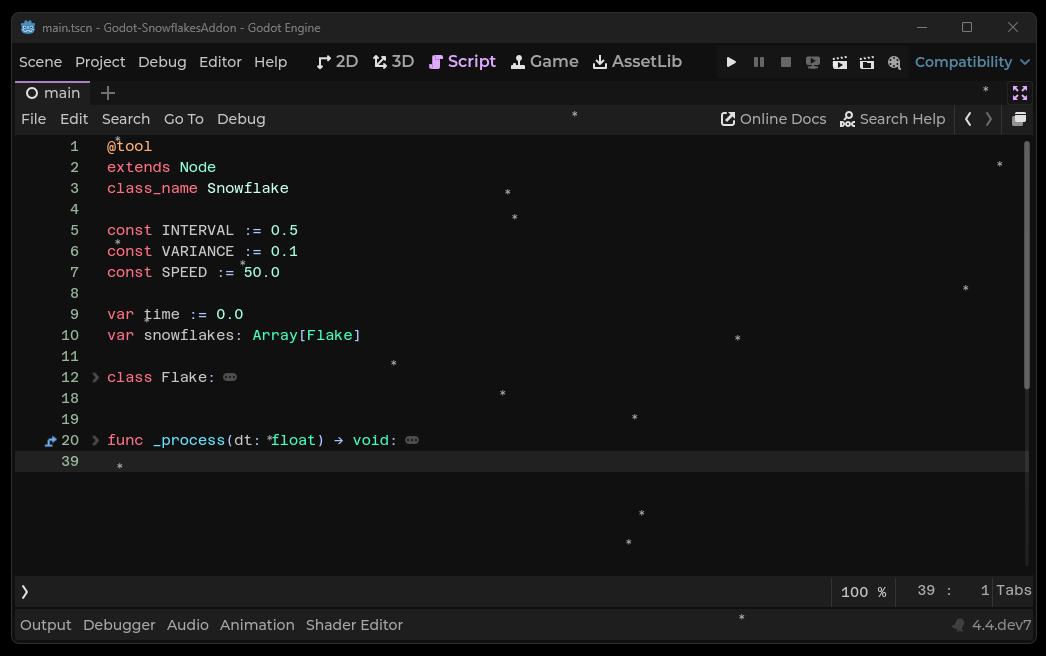 main.tscn - Godot-SnowflakesAddon - Godot Engine
Scene Project Debug Editor Help 2D 3D Script Game AssetLib Compatibility
main
File Edit Search Go To Debug Online Docs Search Help
1 @tool
2 extends Node
3 class_name Snowflake
4
5 const INTERVAL := 0.5
6 const VARIANCE := 0.1
7 const SPEED := 50.0
8
9 var time := 0.0
10 var snowflakes: Array[Flake]
11
12 class Flake:
18
19
20 func _process(dt: float) → void:
39
100 % 39 : 1 Tabs
Output Debugger Audio Animation Shader Editor 4.4.dev7